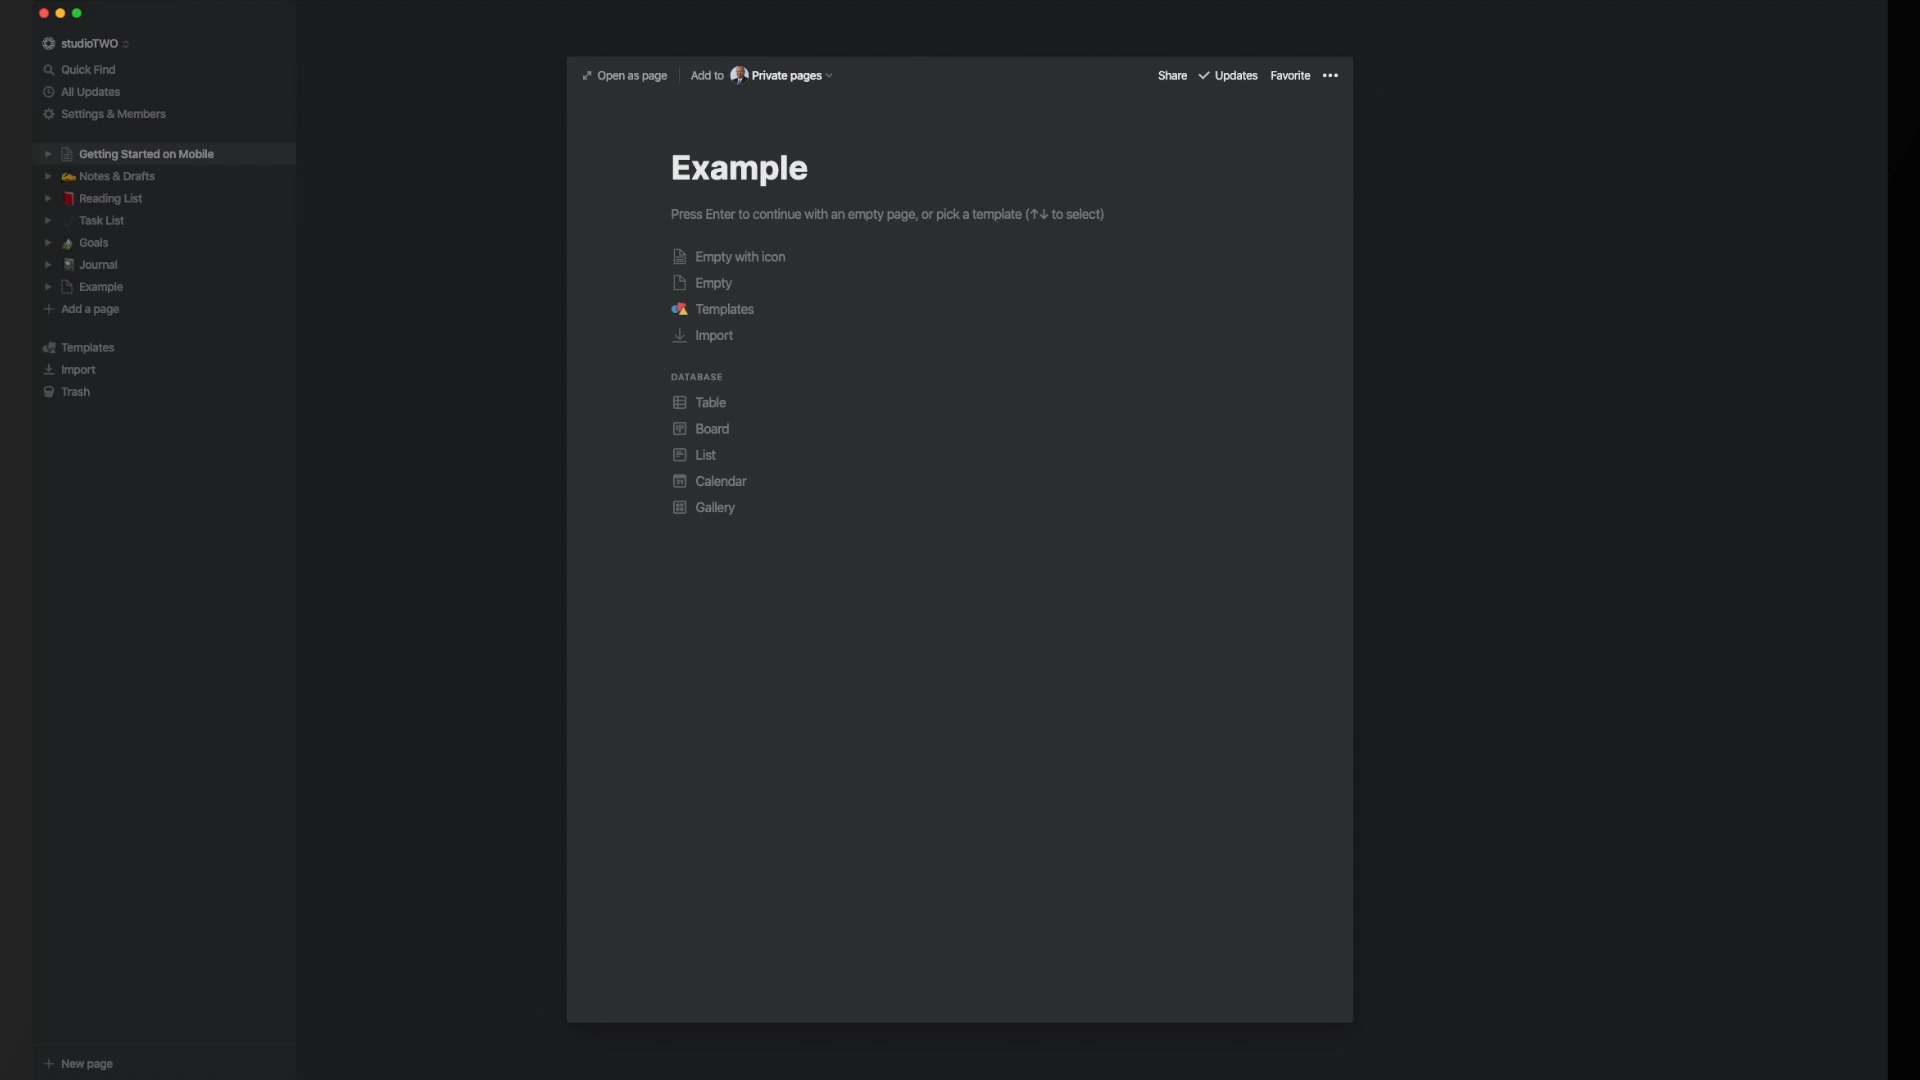 studioTWO
Quick Find
All Updates
Settings & Members
Getting Started on Mobile
Notes & Drafts
Reading List
Task List
Goals
Journal
Example
Add a page
Templates
Import
Trash
New page
Open as page
Add to Private pages
Share
Updates
Favorite
Example
Press Enter to continue with an empty page, or pick a template (↑↓ to select)
Empty with icon
Empty
Templates
Import
DATABASE
Table
Board
List
31 Calendar
Gallery